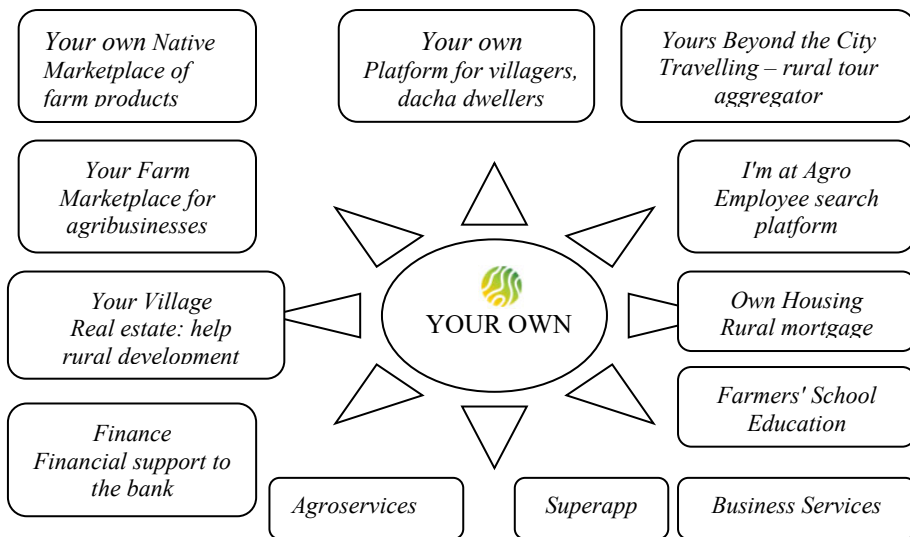 Your own Native
Marketplace of
farm products
Your own
Platform for villagers,
dacha dwellers
Yours Beyond the City
Travelling – rural tour
aggregator
Your Farm
Marketplace for
agribusinesses
I'm at Agro
Employee search
platform
Your Village
Real estate: help
rural development
YOUR OWN
Own Housing
Rural mortgage
Farmers' School
Education
Finance
Financial support to
the bank
Agroservices
Superapp
Business Services